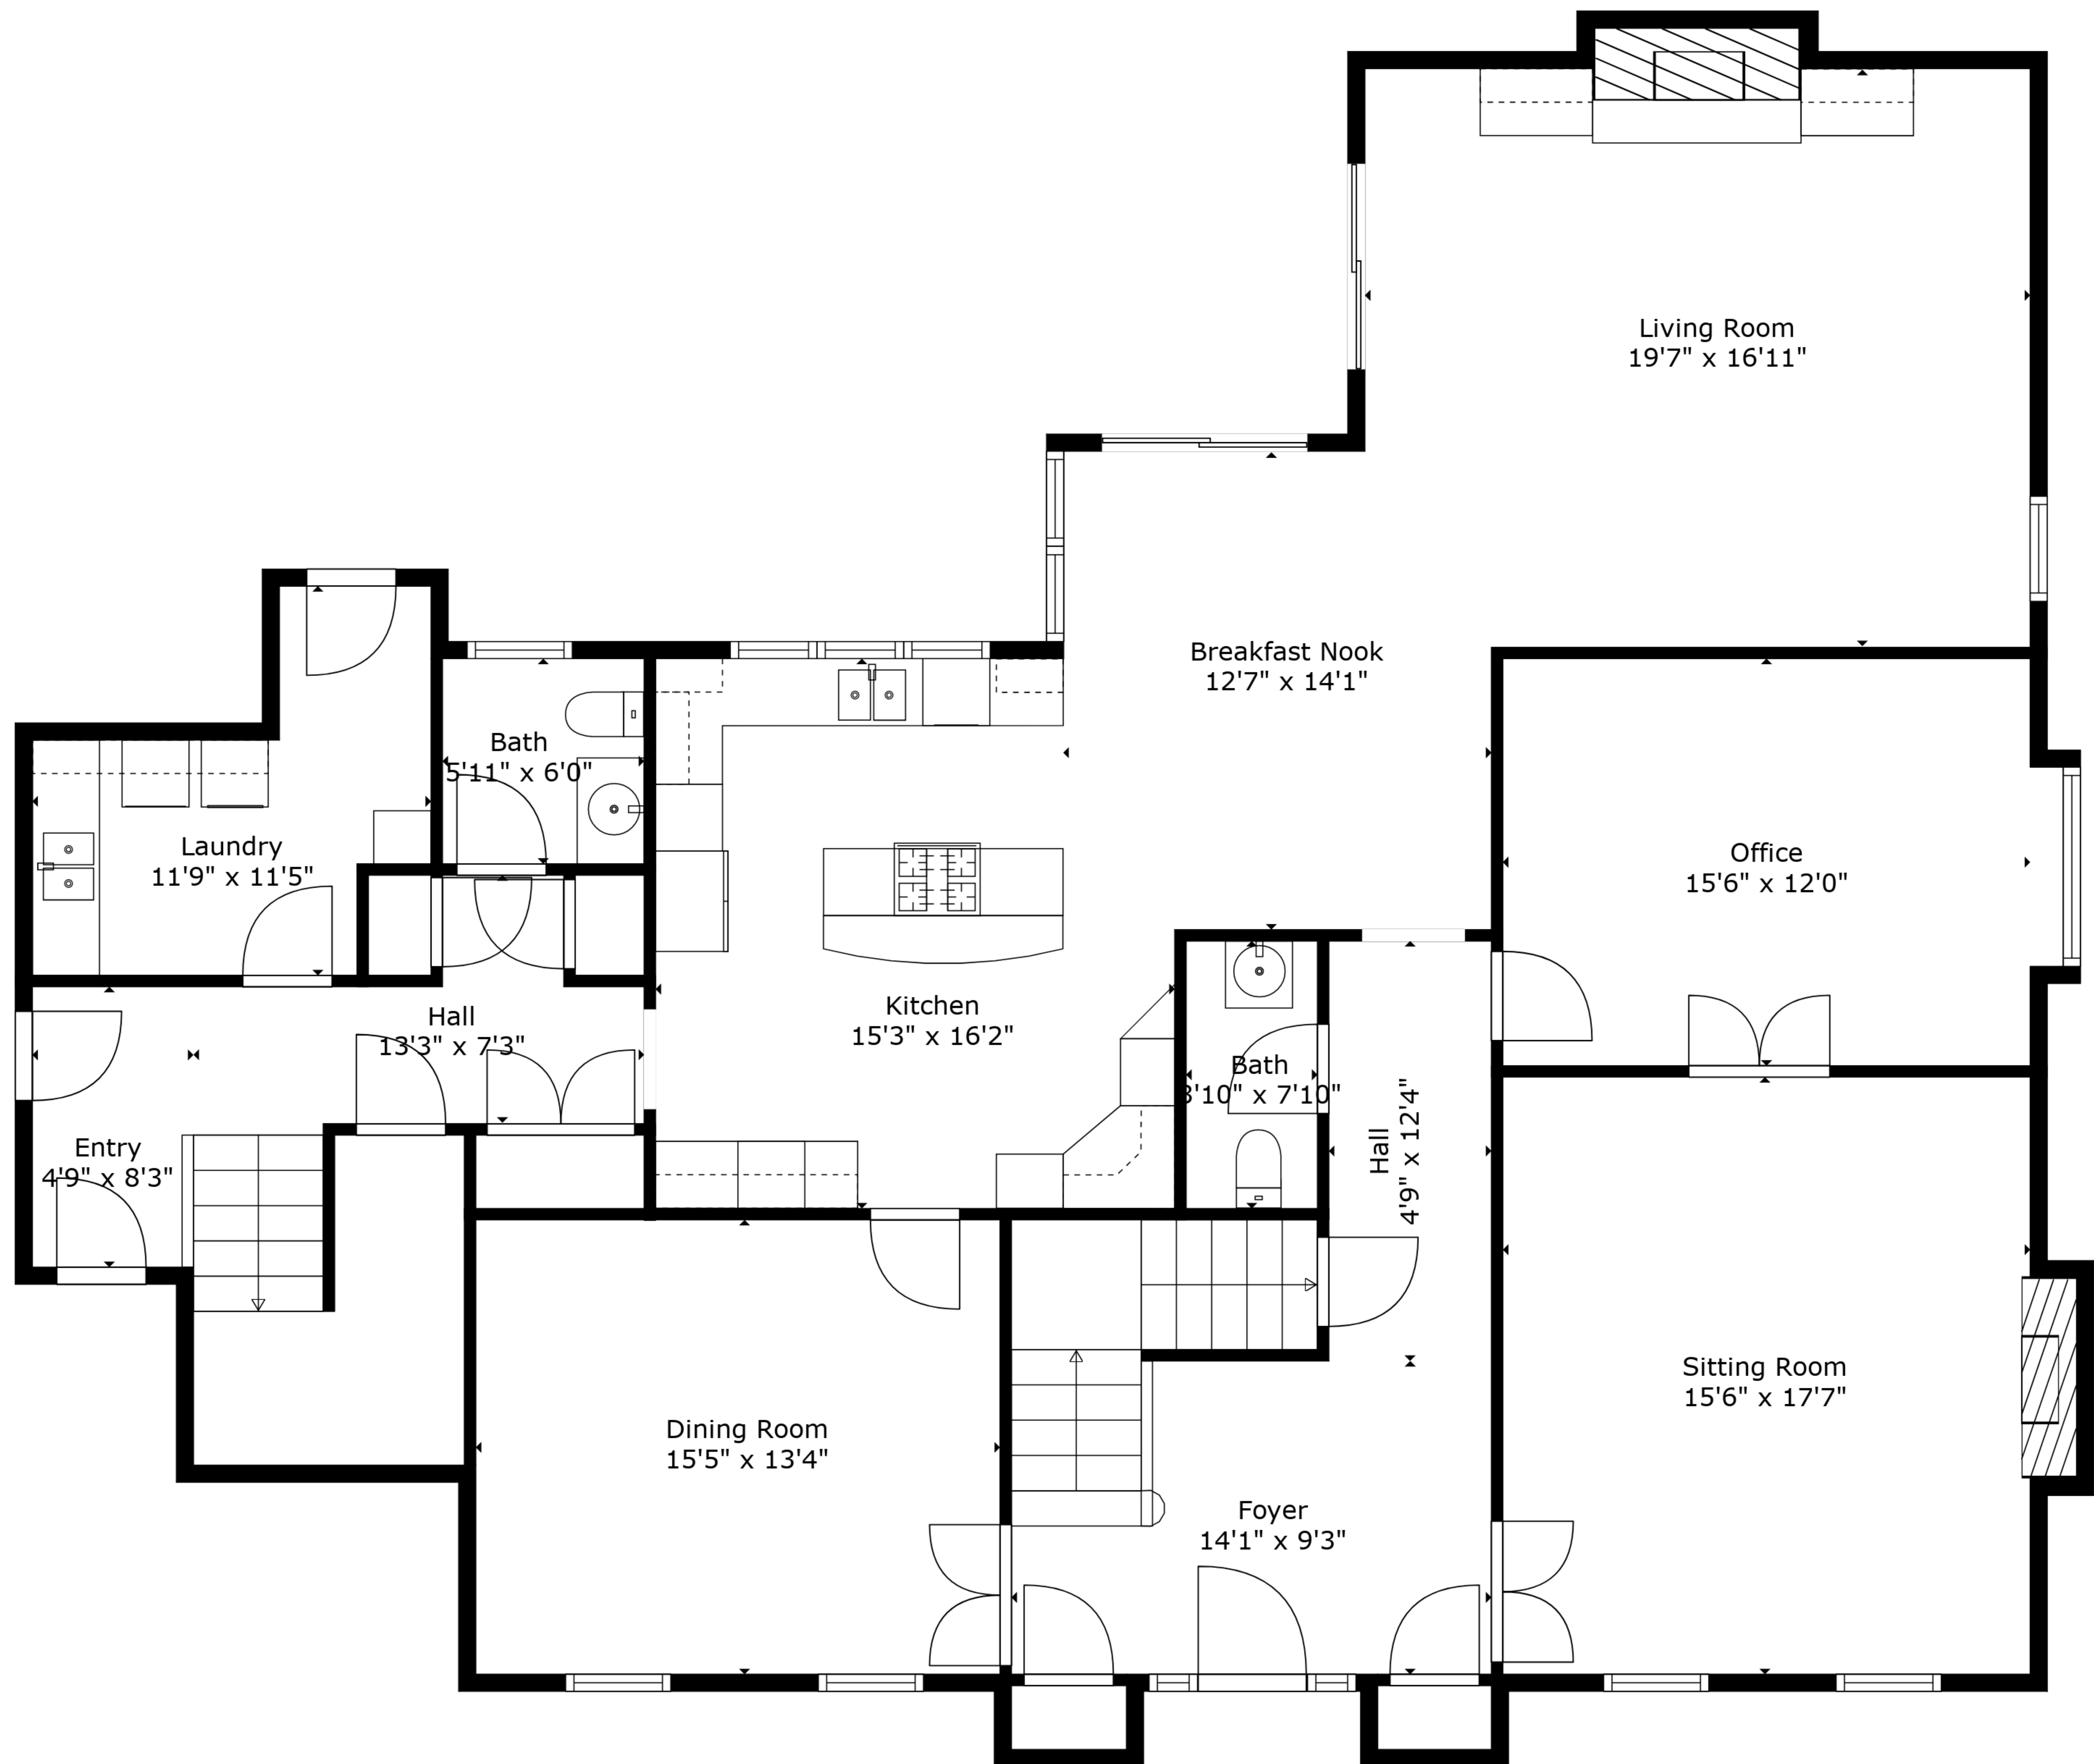 Living Room
19'7" x 16'11"
Breakfast Nook
12'7" x 14'1"
Bath
5'11" x 6'0"
Laundry
11'9" x 11'5"
Office
15'6" x 12'0"
Hall
13'3" x 7'3"
Kitchen
15'3" x 16'2"
Bath
3'10" x 7'10"
Hall
4'9" x 12'4"
Entry
4'9" x 8'3"
Sitting Room
15'6" x 17'7"
Dining Room
15'5" x 13'4"
Foyer
14'1" x 9'3"